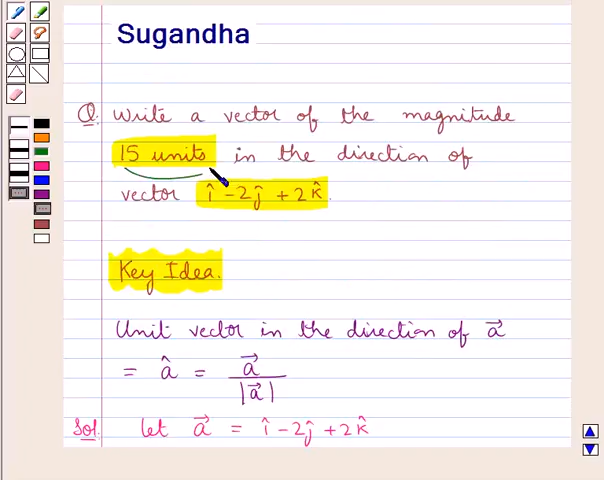 Sugandha
Q. Write a vector of the magnitude
15 units in the direction of
vector î - 2ĵ + 2k̂.
Key Idea.
Unit vector in the direction of a⃗
= â = a⃗ / |a⃗|
Sol. let a⃗ = î - 2ĵ + 2k̂